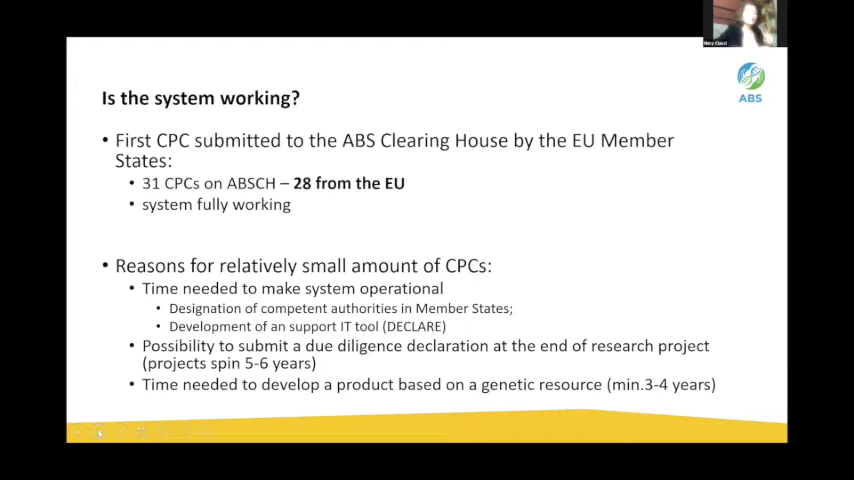 Is the system working?
ABS
• First CPC submitted to the ABS Clearing House by the EU Member
States:
• 31 CPCs on ABSCH – 28 from the EU
• system fully working
• Reasons for relatively small amount of CPCs:
• Time needed to make system operational
• Designation of competent authorities in Member States;
• Development of an support IT tool (DECLARE)
• Possibility to submit a due diligence declaration at the end of research project
(projects spin 5-6 years)
• Time needed to develop a product based on a genetic resource (min.3-4 years)